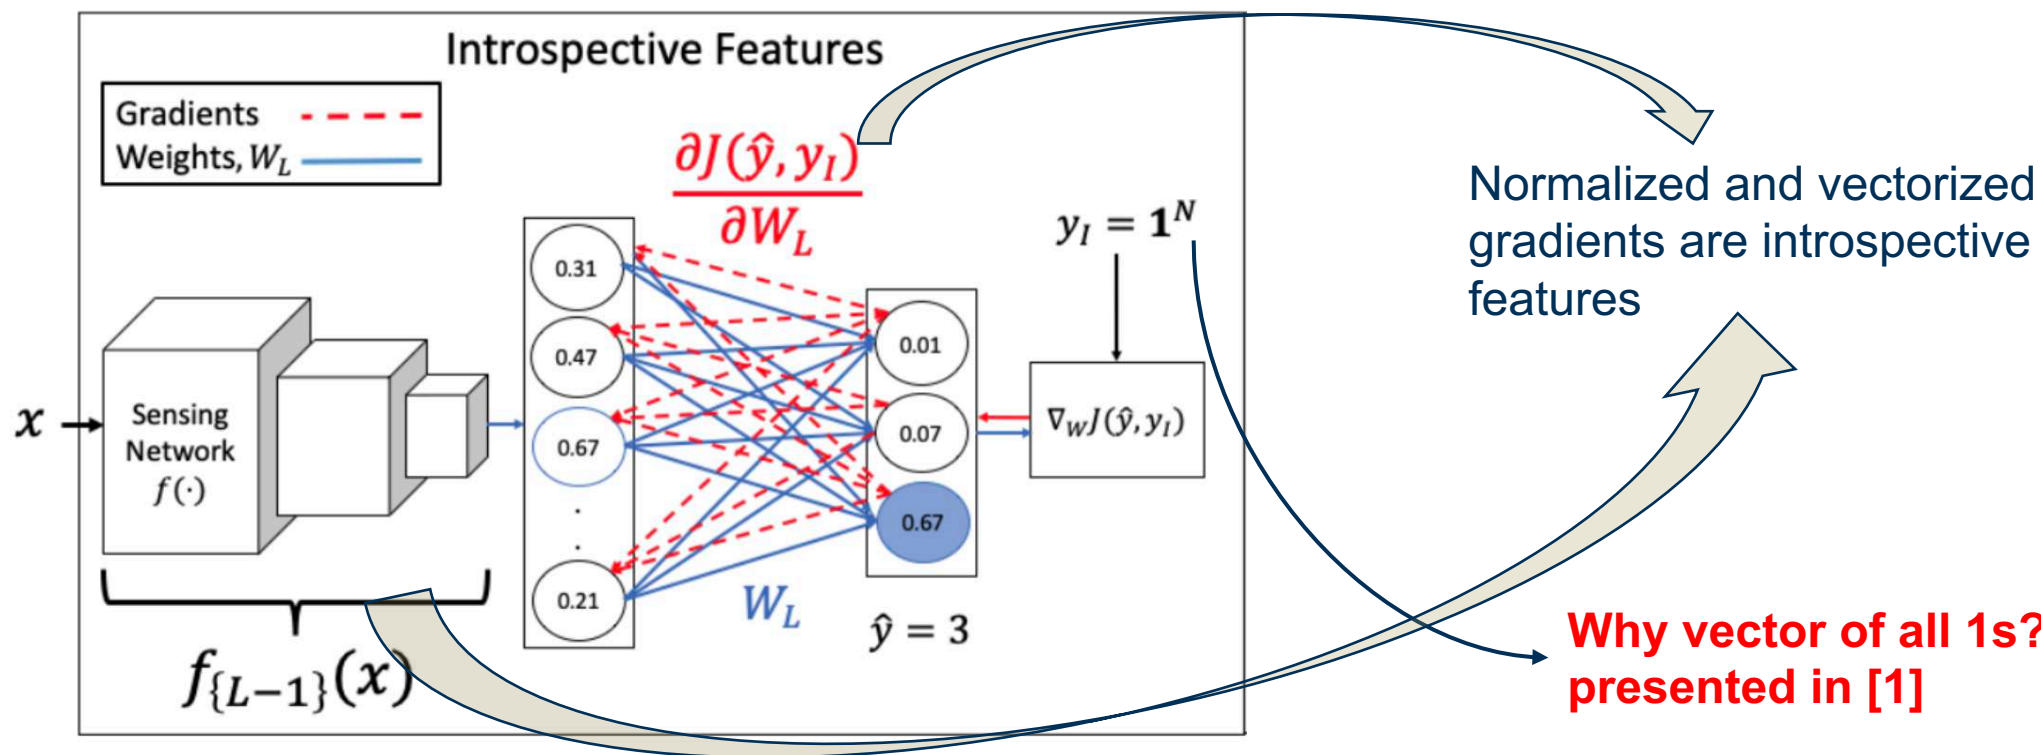 Introspective Features
Gradients
Weights, W_L
∂J(ŷ, y_I)
∂W_L
y_I = 1^N
0.31
0.47
0.67
.
.
0.21
0.01
0.07
0.67
x
Sensing
Network
f(·)
∇_W J(ŷ, y_I)
W_L
ŷ = 3
f_{L−1}(x)
Normalized and vectorized
gradients are introspective
features
Why vector of all 1s?
presented in [1]